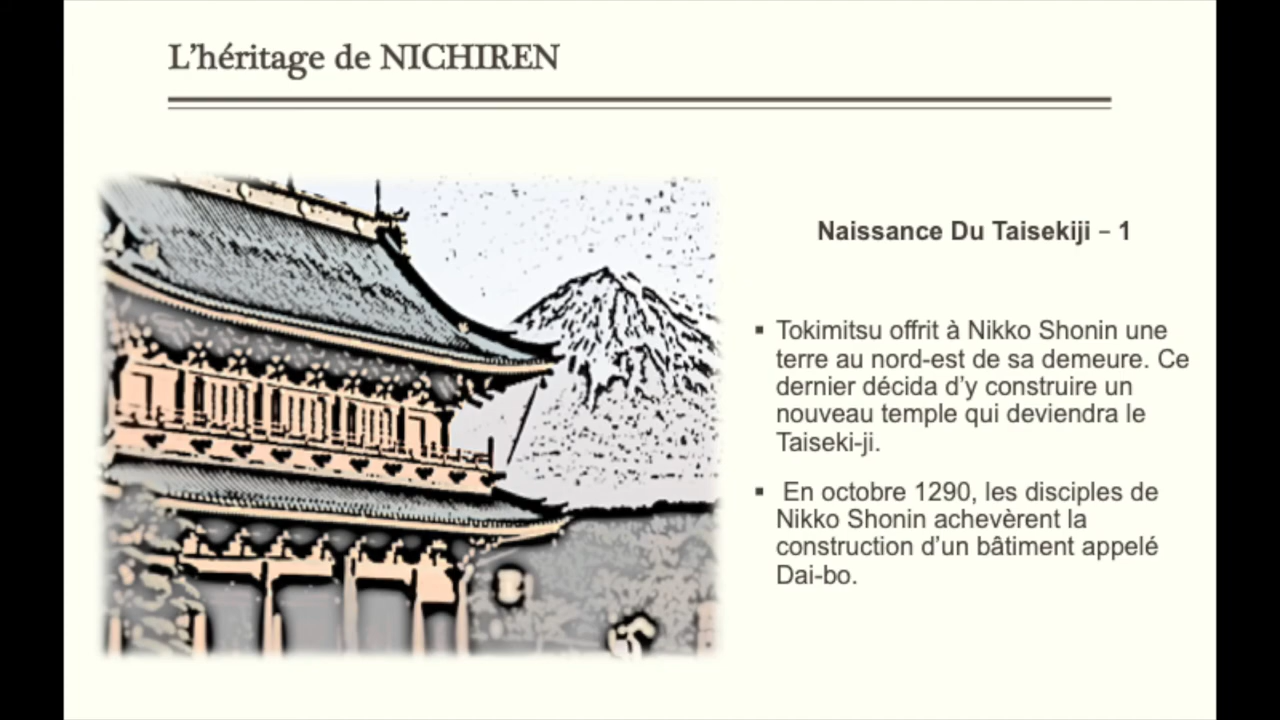 L'héritage de NICHIREN
Naissance Du Taisekiji – 1
▪ Tokimitsu offrit à Nikko Shonin une
terre au nord-est de sa demeure. Ce
dernier décida d'y construire un
nouveau temple qui deviendra le
Taiseki-ji.
▪ En octobre 1290, les disciples de
Nikko Shonin achevèrent la
construction d'un bâtiment appelé
Dai-bo.